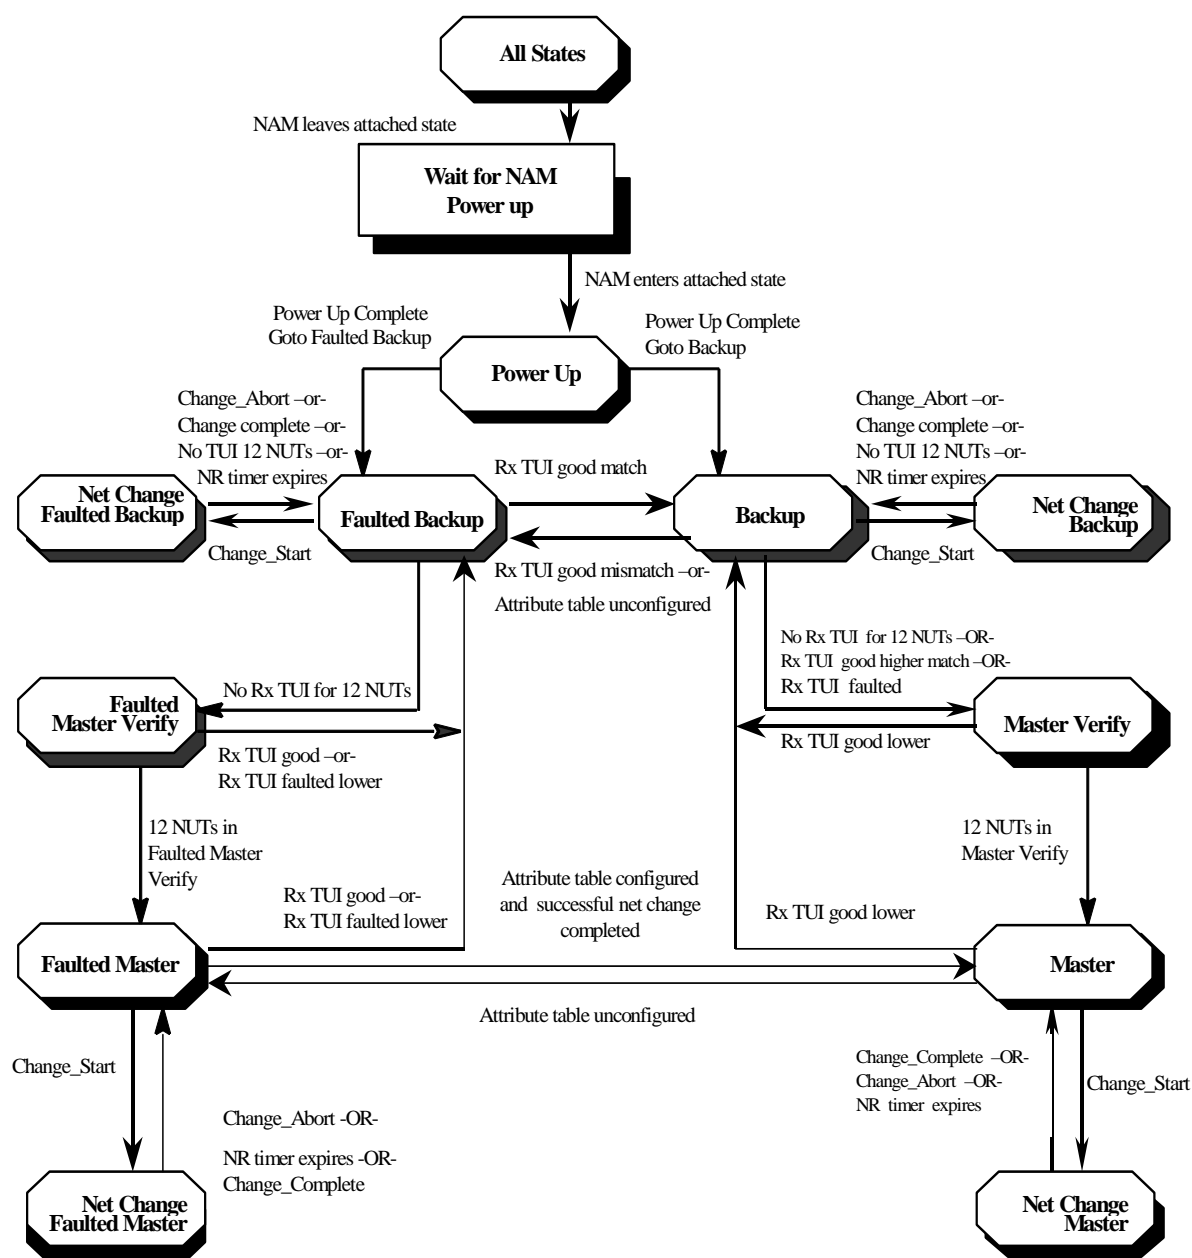 All States
NAM leaves attached state
Wait for NAM
Power up
NAM enters attached state
Power Up Complete
Goto Faulted Backup
Power Up Complete
Goto Backup
Power Up
Change_Abort –or-
Change complete –or-
No TUI 12 NUTs –or-
NR timer expires
Change_Abort –or-
Change complete –or-
No TUI 12 NUTs –or-
NR timer expires
Rx TUI good match
Net Change
Faulted Backup
Faulted Backup
Backup
Net Change
Backup
Change_Start
Change_Start
Rx TUI good mismatch –or-
Attribute table unconfigured
No Rx TUI for 12 NUTs –OR-
Rx TUI good higher match –OR-
Rx TUI faulted
No Rx TUI for 12 NUTs
Faulted
Master Verify
Master Verify
Rx TUI good lower
Rx TUI good –or-
Rx TUI faulted lower
12 NUTs in
Faulted Master
Verify
12 NUTs in
Master Verify
Rx TUI good –or-
Rx TUI faulted lower
Attribute table configured
and successful net change
completed
Rx TUI good lower
Faulted Master
Master
Attribute table unconfigured
Change_Start
Change_Complete –OR-
Change_Abort –OR-
NR timer expires
Change_Start
Change_Abort -OR-
NR timer expires -OR-
Change_Complete
Net Change
Faulted Master
Net Change
Master